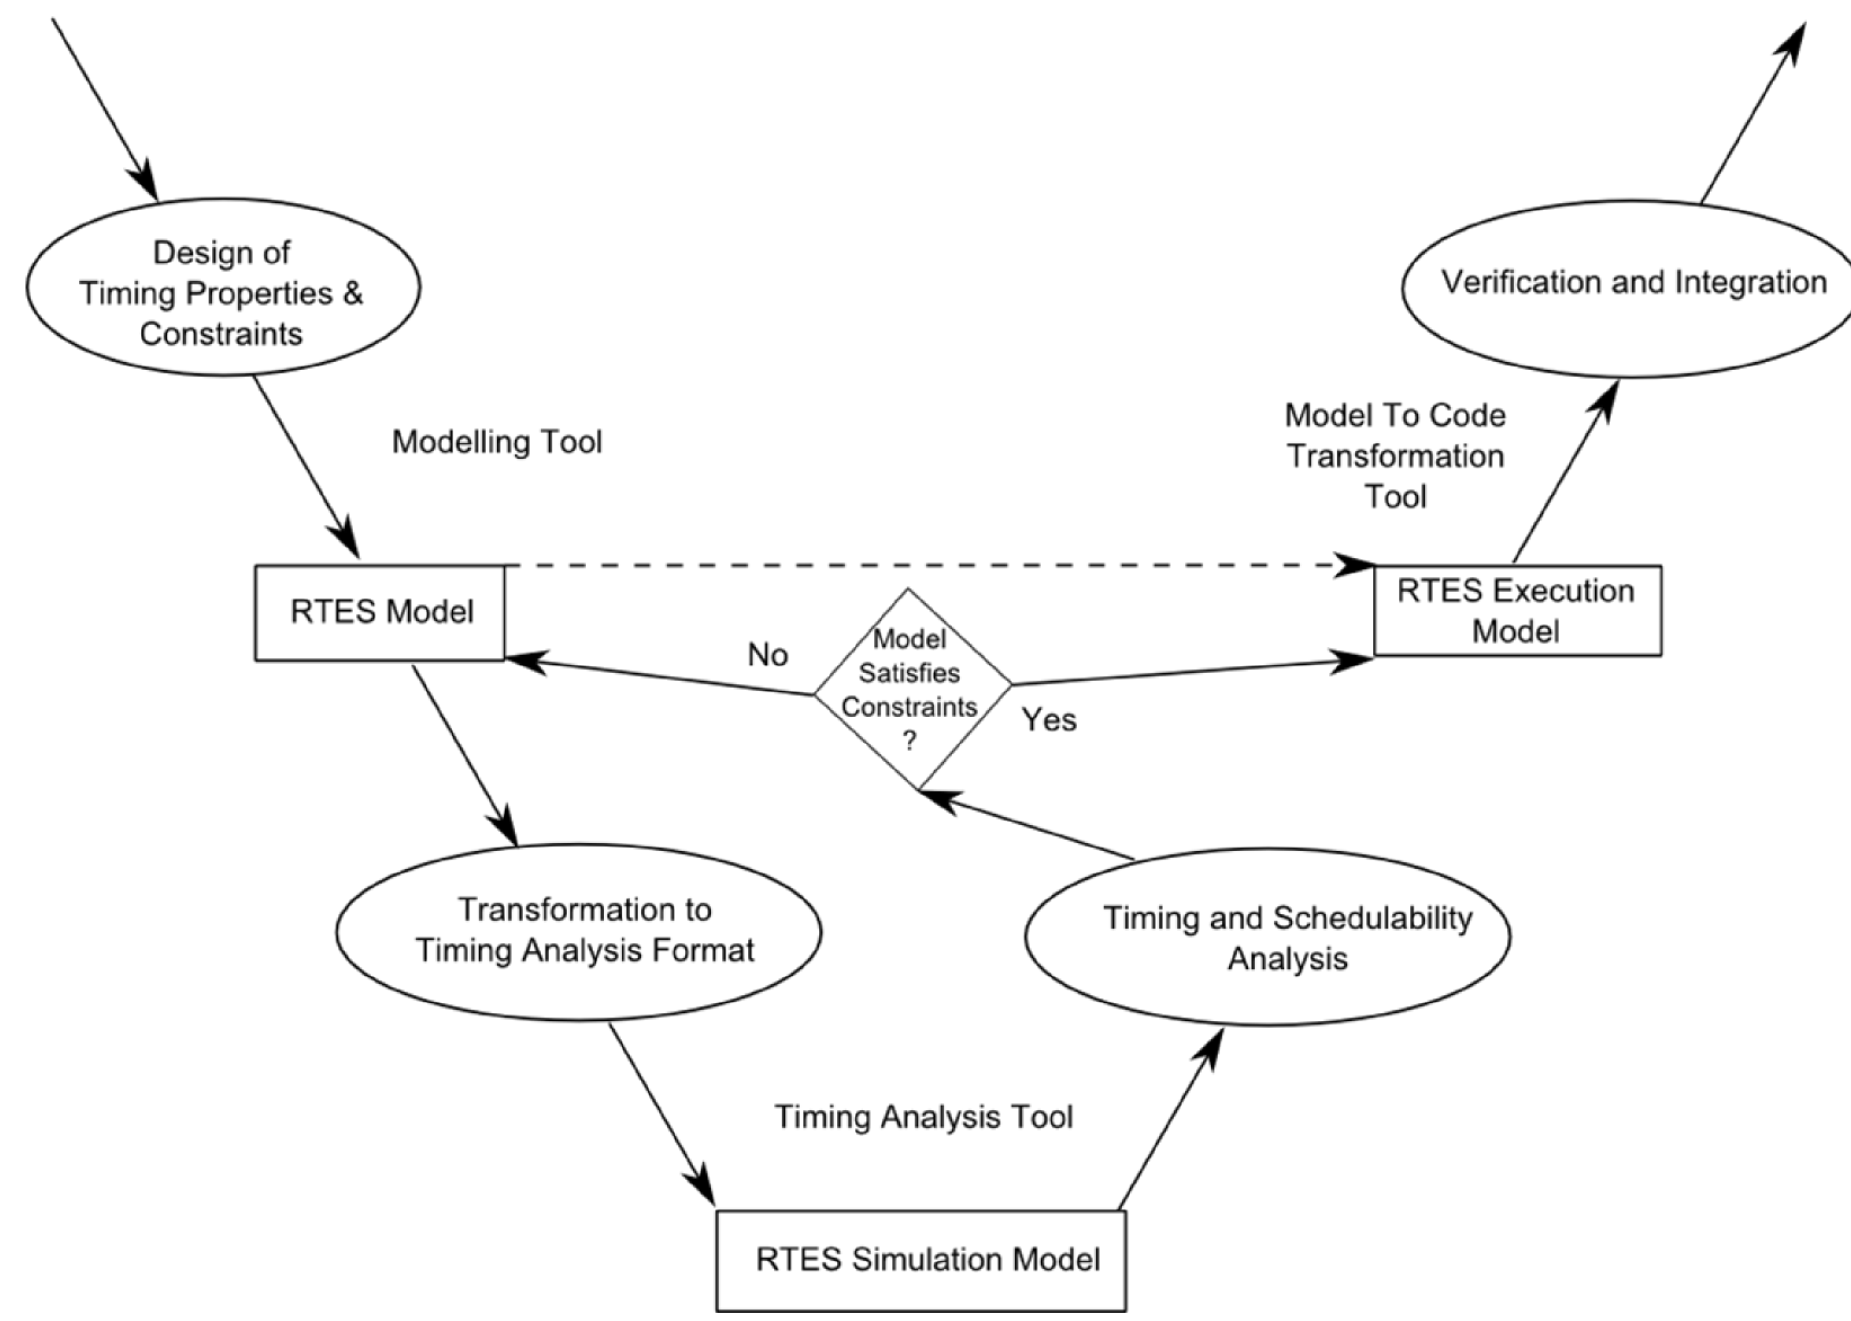 Design of
Timing Properties &
Constraints
Verification and Integration
Modelling Tool
Model To Code
Transformation
Tool
RTES Model
RTES Execution
Model
No
Model
Satisfies
Constraints
?
Yes
Transformation to
Timing Analysis Format
Timing and Schedulability
Analysis
Timing Analysis Tool
RTES Simulation Model